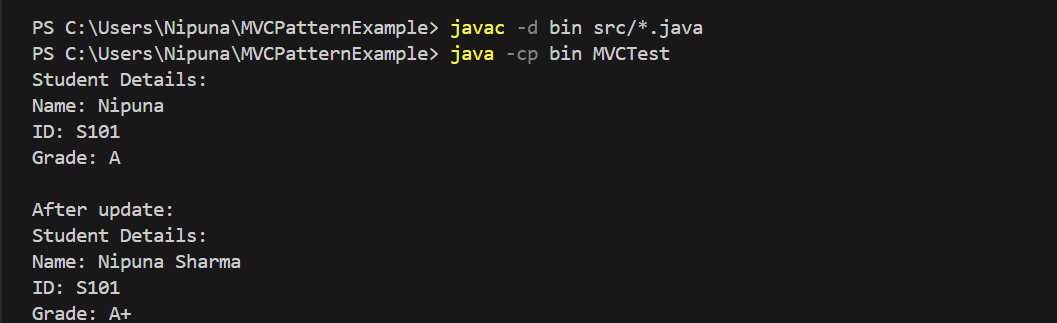 PS C:\Users\Nipuna\MVCPatternExample> javac -d bin src/*.java
PS C:\Users\Nipuna\MVCPatternExample> java -cp bin MVCTest
Student Details:
Name: Nipuna
ID: S101
Grade: A

After update:
Student Details:
Name: Nipuna Sharma
ID: S101
Grade: A+